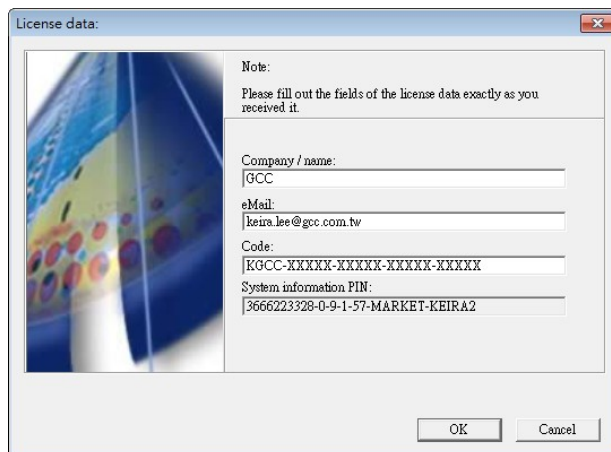 License data:
Note:
Please fill out the fields of the license data exactly as you
received it.
Company / name:
GCC
eMail:
keira.lee@gcc.com.tw
Code:
KGCC-XXXXX-XXXXX-XXXXX-XXXXX
System information PIN:
3666223328-0-9-1-57-MARKET-KEIRA2
OK
Cancel